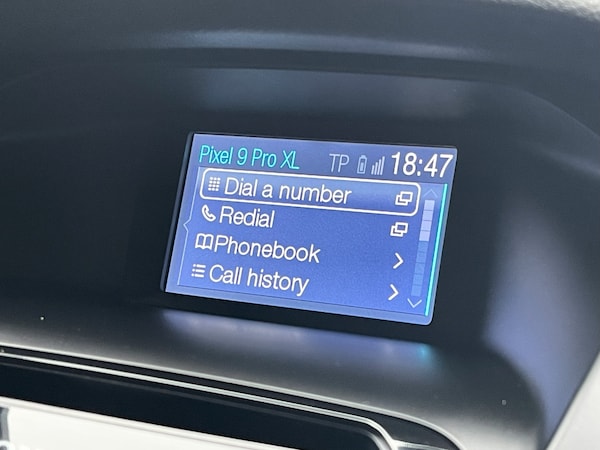 Pixel 9 Pro XL TP 18:47
Dial a number
Redial
Phonebook
Call history